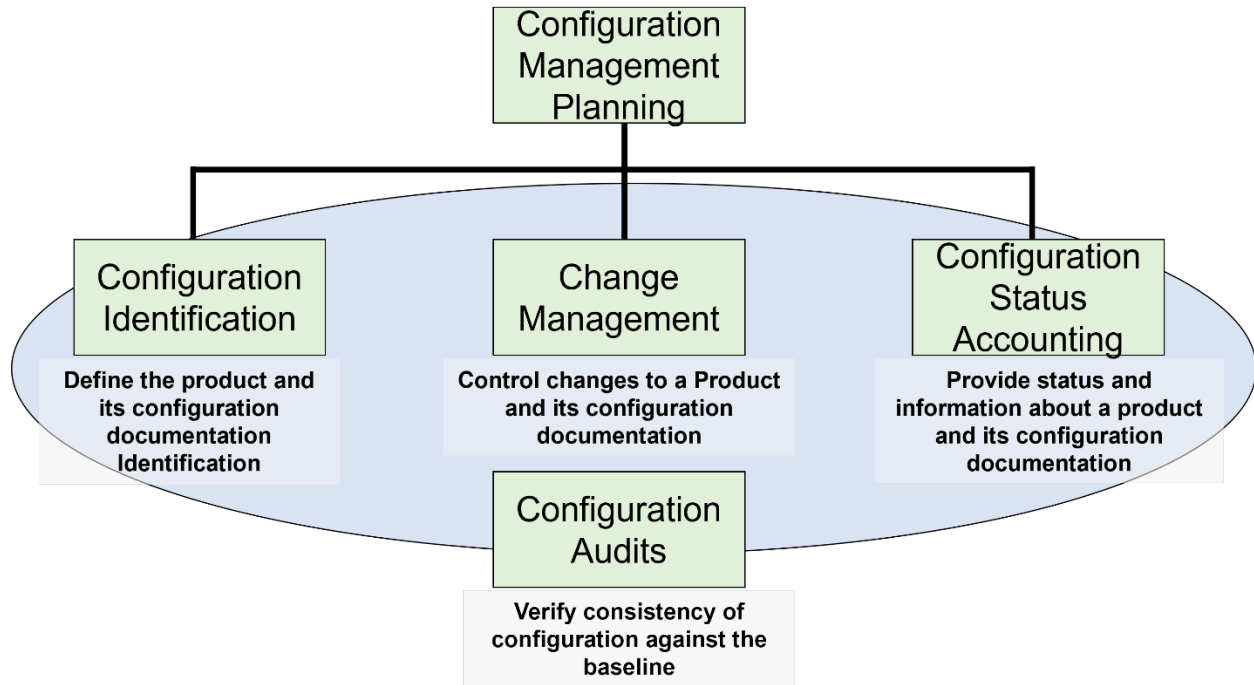 Configuration
Management
Planning
Configuration
Identification
Define the product and
its configuration
documentation
Identification
Change
Management
Control changes to a Product
and its configuration
documentation
Configuration
Status
Accounting
Provide status and
information about a product
and its configuration
documentation
Configuration
Audits
Verify consistency of
configuration against the
baseline